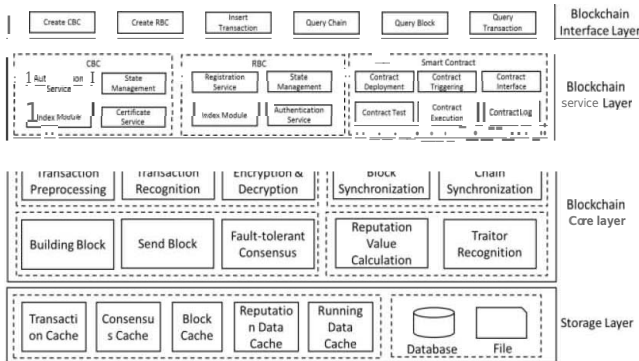 Create CBC
Create RBC
Insert
Transaction
Query Chain
Query Block
Query
Transaction
Blockchain
Interface Layer
CBC
Service
State
Management
Index Module
Certificate
Service
RBC
Registration
Service
State
Management
Index Module
Authentication
Service
Smart Contract
Contract
Deployment
Contract
Triggering
Contract
Interface
Contract Test
Contract
Execution
Contract Log
Blockchain
service Layer
Transaction
Preprocessing
Transaction
Recognition
Encryption &
Decryption
Block
Synchronization
Chain
Synchronization
Building Block
Send Block
Fault-tolerant
Consensus
Reputation
Value
Calculation
Traitor
Recognition
Blockchain
Core layer
Transacti
on Cache
Consensu
s Cache
Block
Cache
Reputatio
n Data
Cache
Running
Data
Cache
Database
File
Storage Layer